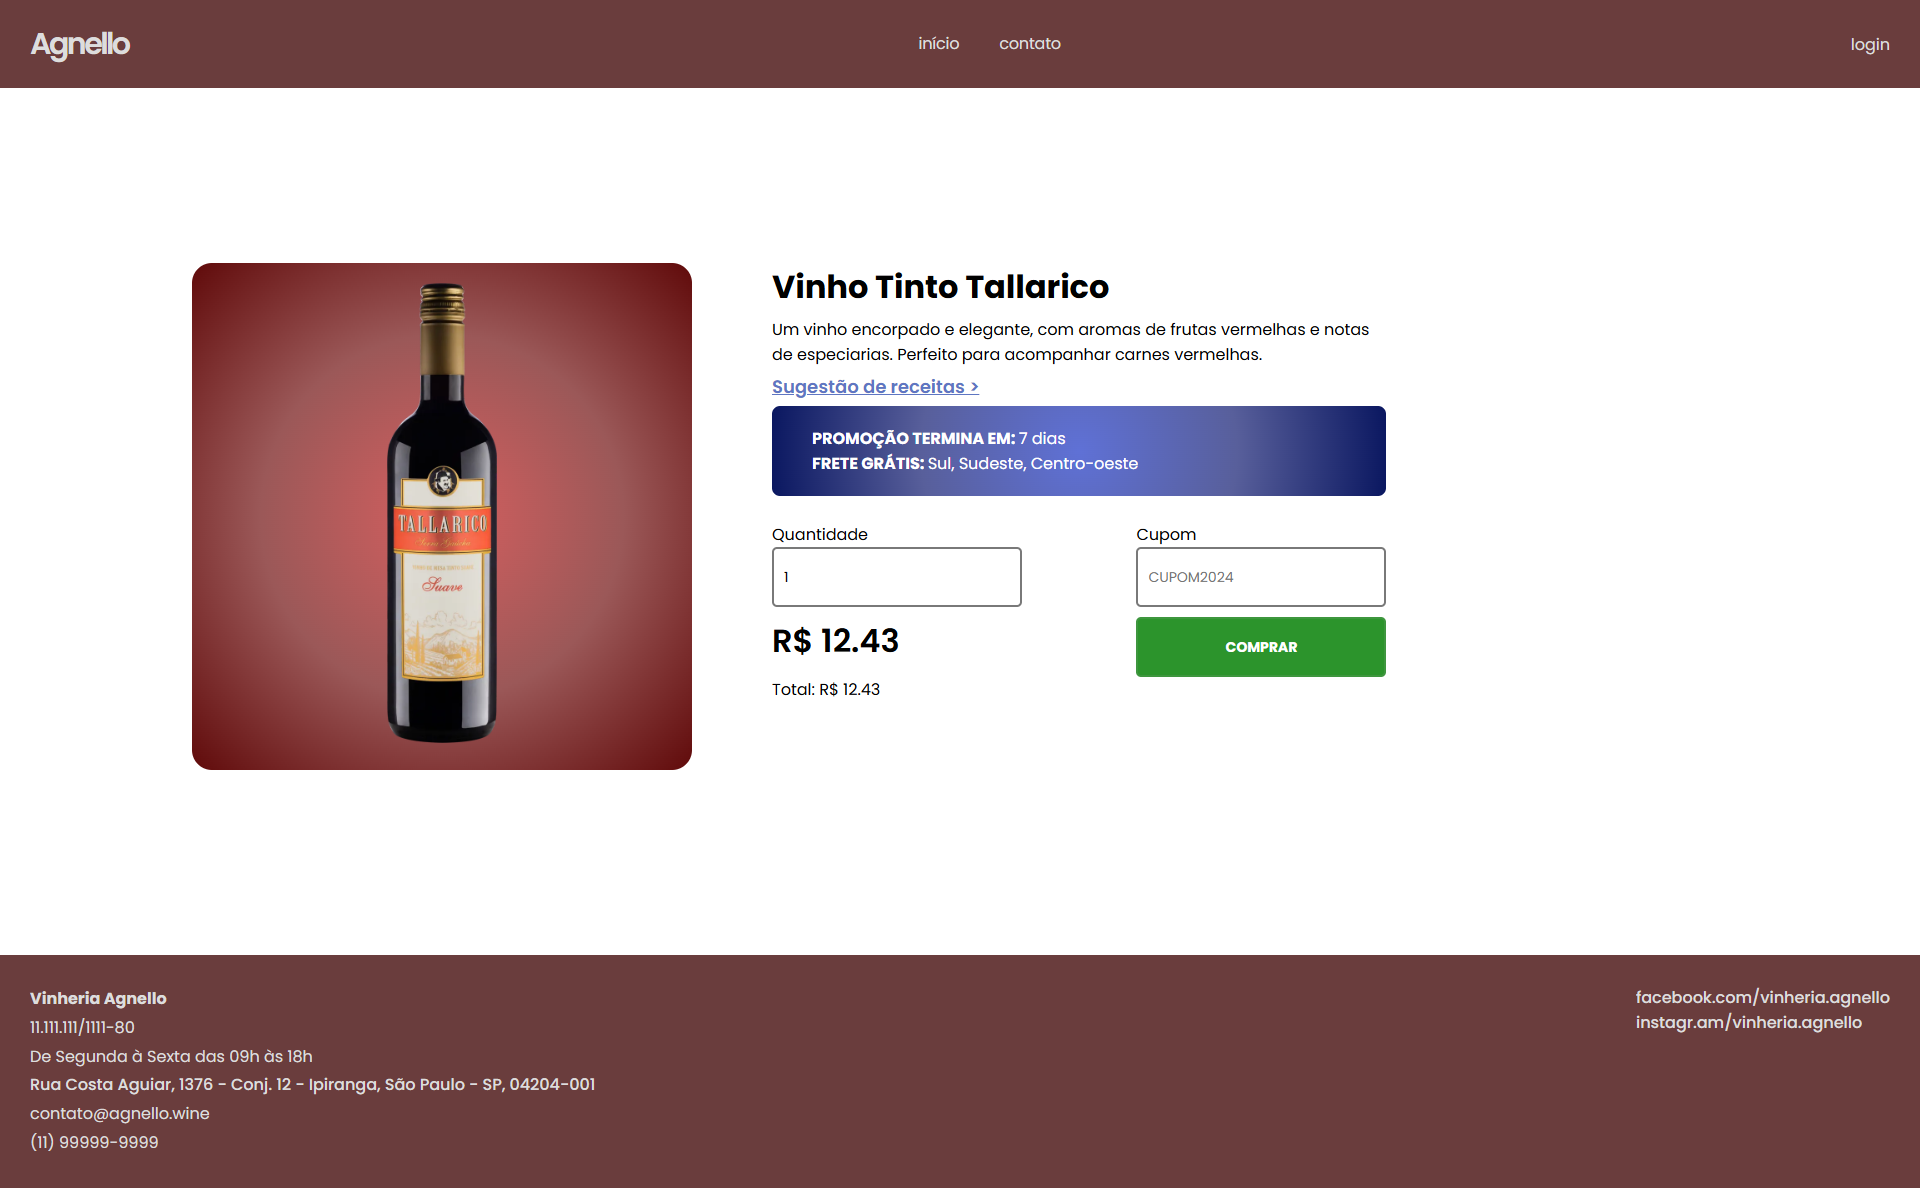 Agnello
início contato
login
TALLARICO
Suave
Vinho Tinto Tallarico
Um vinho encorpado e elegante, com aromas de frutas vermelhas e notas
de especiarias. Perfeito para acompanhar carnes vermelhas.
Sugestão de receitas >
PROMOÇÃO TERMINA EM: 7 dias
FRETE GRÁTIS: Sul, Sudeste, Centro-oeste
Quantidade
1
Cupom
CUPOM2024
R$ 12.43
COMPRAR
Total: R$ 12.43
Vinheria Agnello
11.111.111/1111-80
De Segunda à Sexta das 09h às 18h
Rua Costa Aguiar, 1376 - Conj. 12 - Ipiranga, São Paulo - SP, 04204-001
contato@agnello.wine
(11) 99999-9999
facebook.com/vinheria.agnello
instagr.am/vinheria.agnello